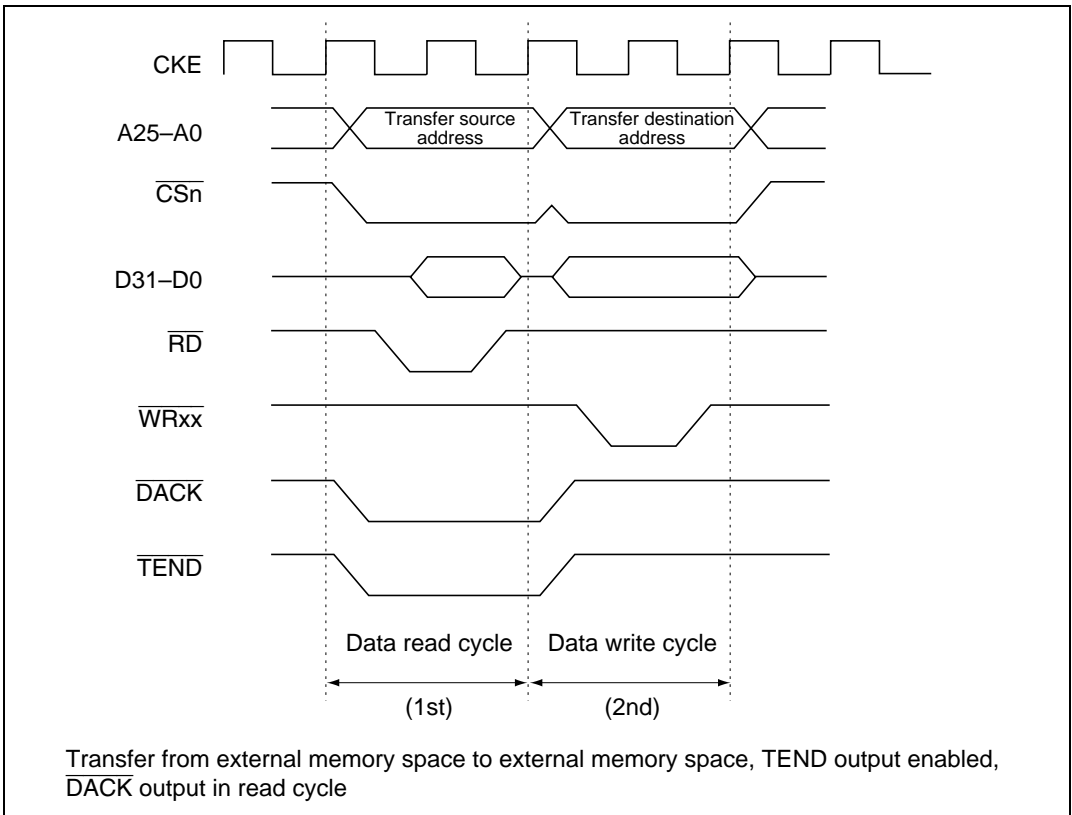 CKE
A25–A0
Transfer source
address
Transfer destination
address
CSn
D31–D0
RD
WRxx
DACK
TEND
Data read cycle
Data write cycle
(1st)
(2nd)
Transfer from external memory space to external memory space, TEND output enabled,
DACK output in read cycle